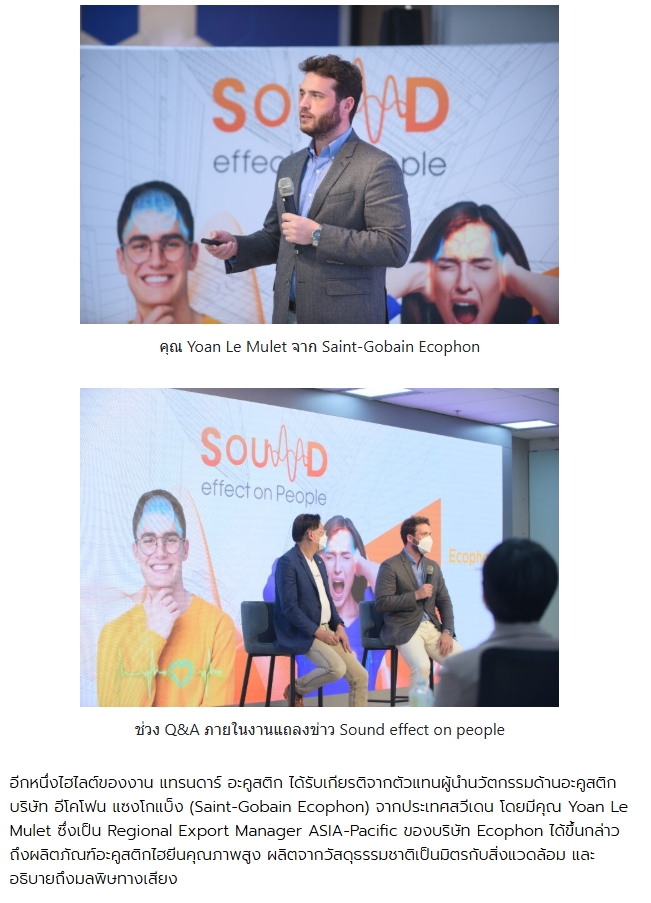 SOUND
effect People
คุณ Yoan Le Mulet จาก Saint-Gobain Ecophon
SOUND
effect on People
ช่วง Q&A ภายในงานแถลงข่าว Sound effect on people
อีกหนึ่งไฮไลต์ของงาน แทรนดาร์ อะคูสติก ได้รับเกียรติจากตัวแทนผู้นำนวัตกรรมด้านอะคูสติก
บริษัท อีโคโฟน แซงโกแบ็ง (Saint-Gobain Ecophon) จากประเทศสวีเดน โดยมีคุณ Yoan Le
Mulet ซึ่งเป็น Regional Export Manager ASIA-Pacific ของบริษัท Ecophon ได้ขึ้นกล่าว
ถึงผลิตภัณฑ์อะคูสติกไฮยีนคุณภาพสูง ผลิตจากวัสดุธรรมชาติเป็นมิตรกับสิ่งแวดล้อม และ
อธิบายถึงมลพิษทางเสียง